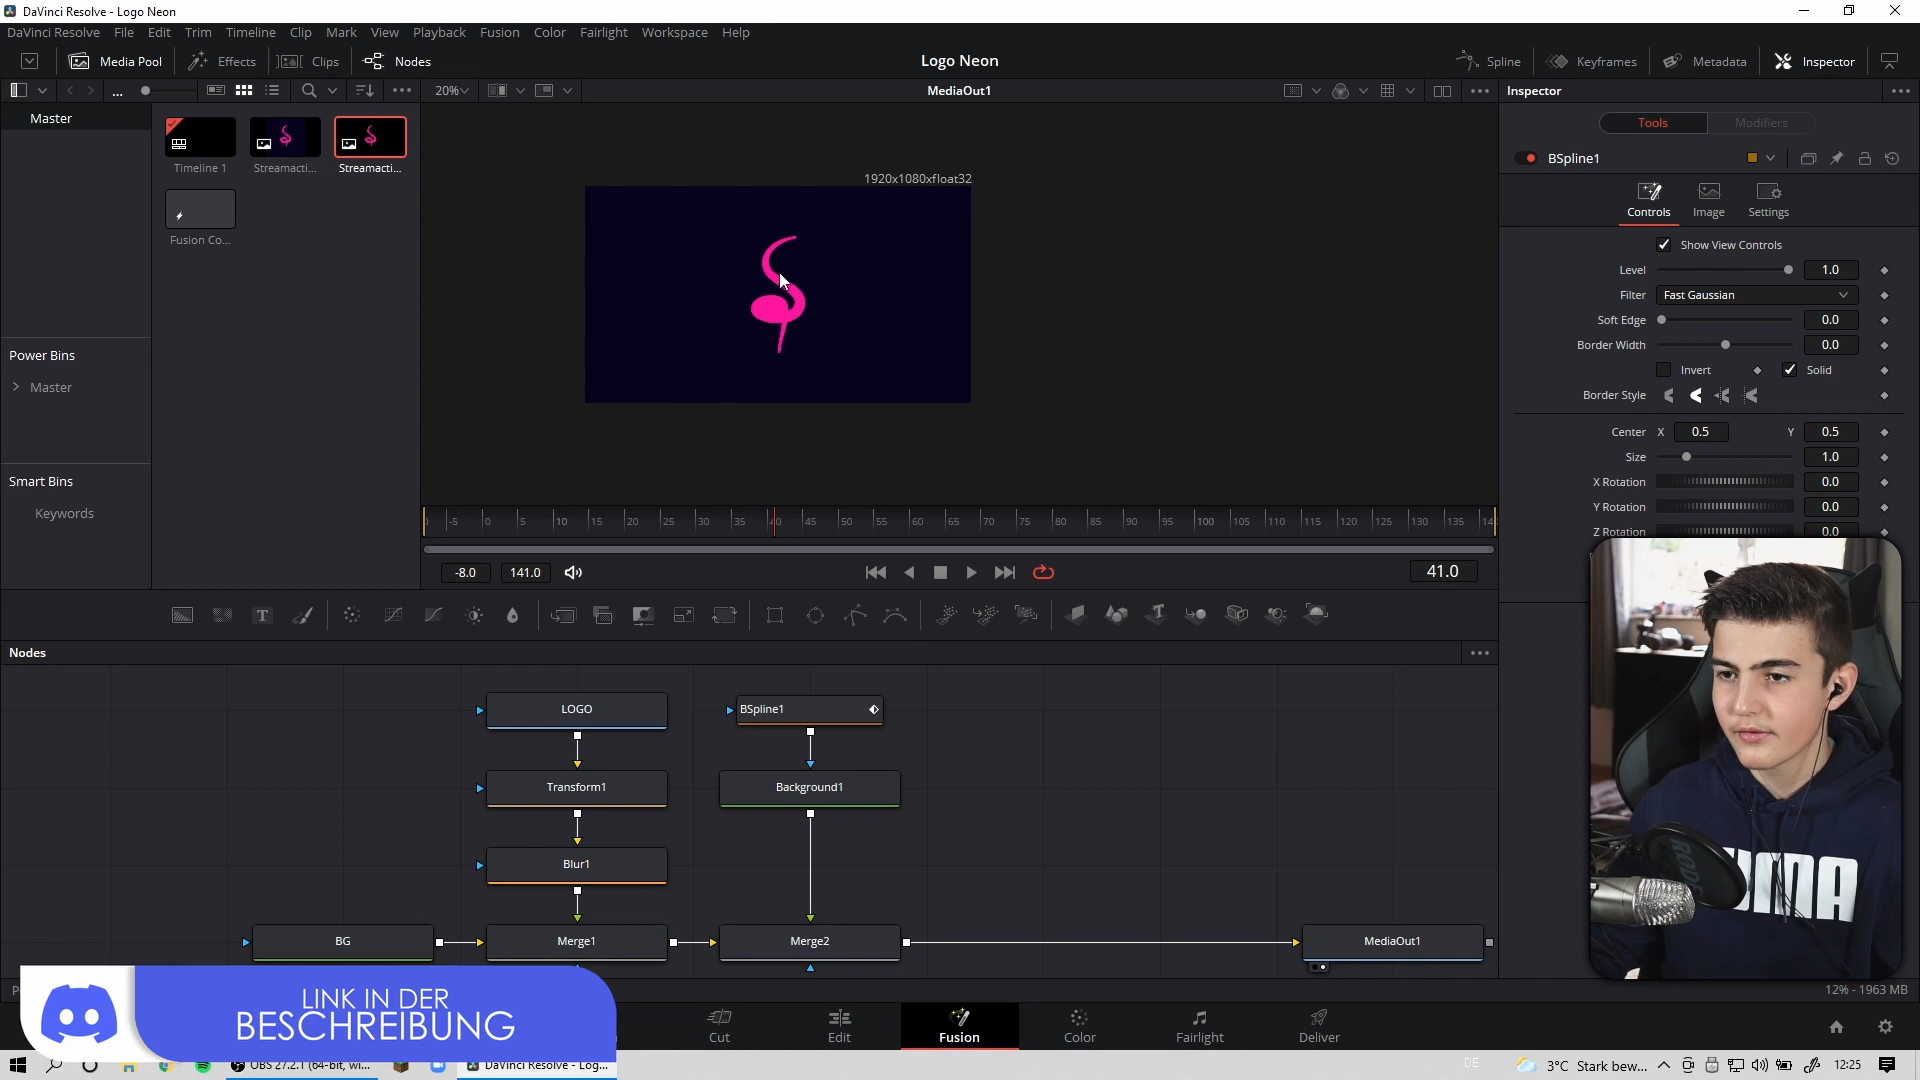 DaVinci Resolve - Logo Neon
DaVinci Resolve File Edit Trim Timeline Clip Mark View Playback Fusion Color Fairlight Workspace Help
Media Pool Effects Clips Nodes
Logo Neon
Spline Keyframes Metadata Inspector
...
20%
MediaOut1
Inspector
Master
Timeline 1
Streamacti...
Streamacti...
Fusion Co...
Power Bins
Master
Smart Bins
Keywords
1920x1080xfloat32
Tools
Modifiers
BSpline1
Controls
Image
Settings
Show View Controls
Level 1.0
Filter Fast Gaussian
Soft Edge 0.0
Border Width 0.0
Invert Solid
Border Style
Center X 0.5 Y 0.5
Size 1.0
X Rotation 0.0
Y Rotation 0.0
Z Rotation 0.0
-5 0 5 10 15 20 25 30 35 40 45 50 55 60 65 70 75 80 85 90 95 100 105 110 115 120 125 130 135
-8.0 141.0
41.0
Nodes
LOGO
BSpline1
Transform1
Background1
Blur1
BG
Merge1
Merge2
MediaOut1
RODE
PUMA
LINK IN DER
BESCHREIBUNG
12% - 1963 MB
Cut
Edit
Fusion
Color
Fairlight
Deliver
OBS 27.2.1 (64-bit, wi...
DaVinci Resolve - Log...
DE
3°C Stark bew...
12:25